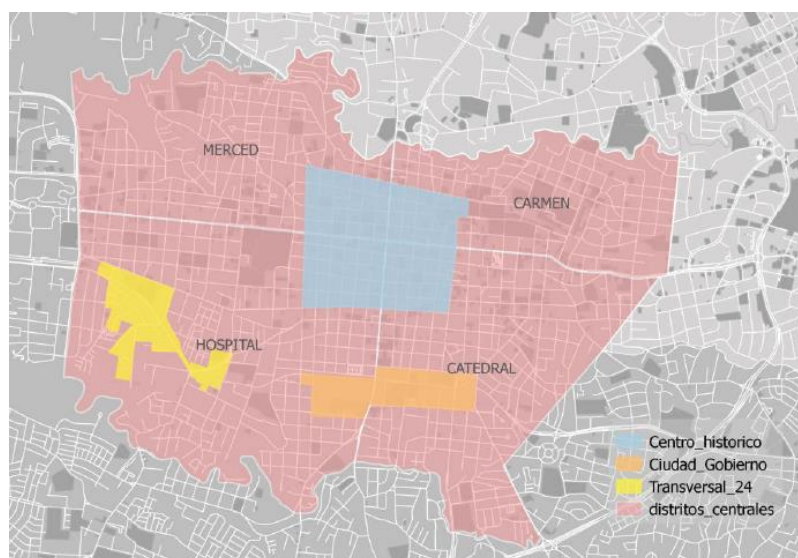 MERCED
CARMEN
HOSPITAL
CATEDRAL
Centro_historico
Ciudad_Gobierno
Transversal_24
distritos_centrales